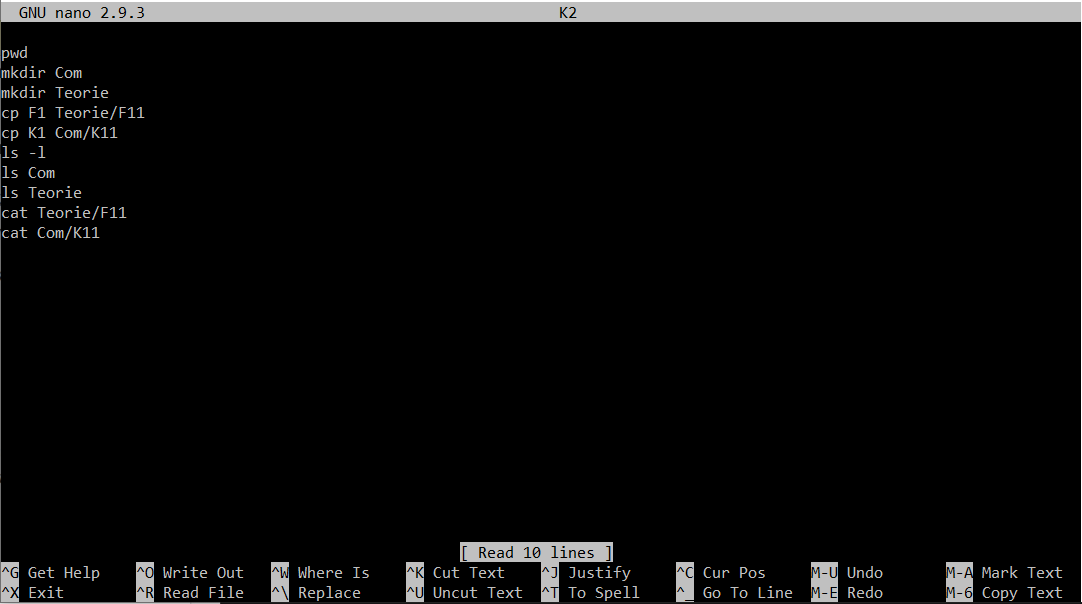 GNU nano 2.9.3 K2
pwd
mkdir Com
mkdir Teorie
cp F1 Teorie/F11
cp K1 Com/K11
ls -l
ls Com
ls Teorie
cat Teorie/F11
cat Com/K11
[ Read 10 lines ]
^G Get Help ^O Write Out ^W Where Is ^K Cut Text ^J Justify ^C Cur Pos M-U Undo M-A Mark Text
^X Exit ^R Read File ^\ Replace ^U Uncut Text ^T To Spell ^_ Go To Line M-E Redo M-6 Copy Text